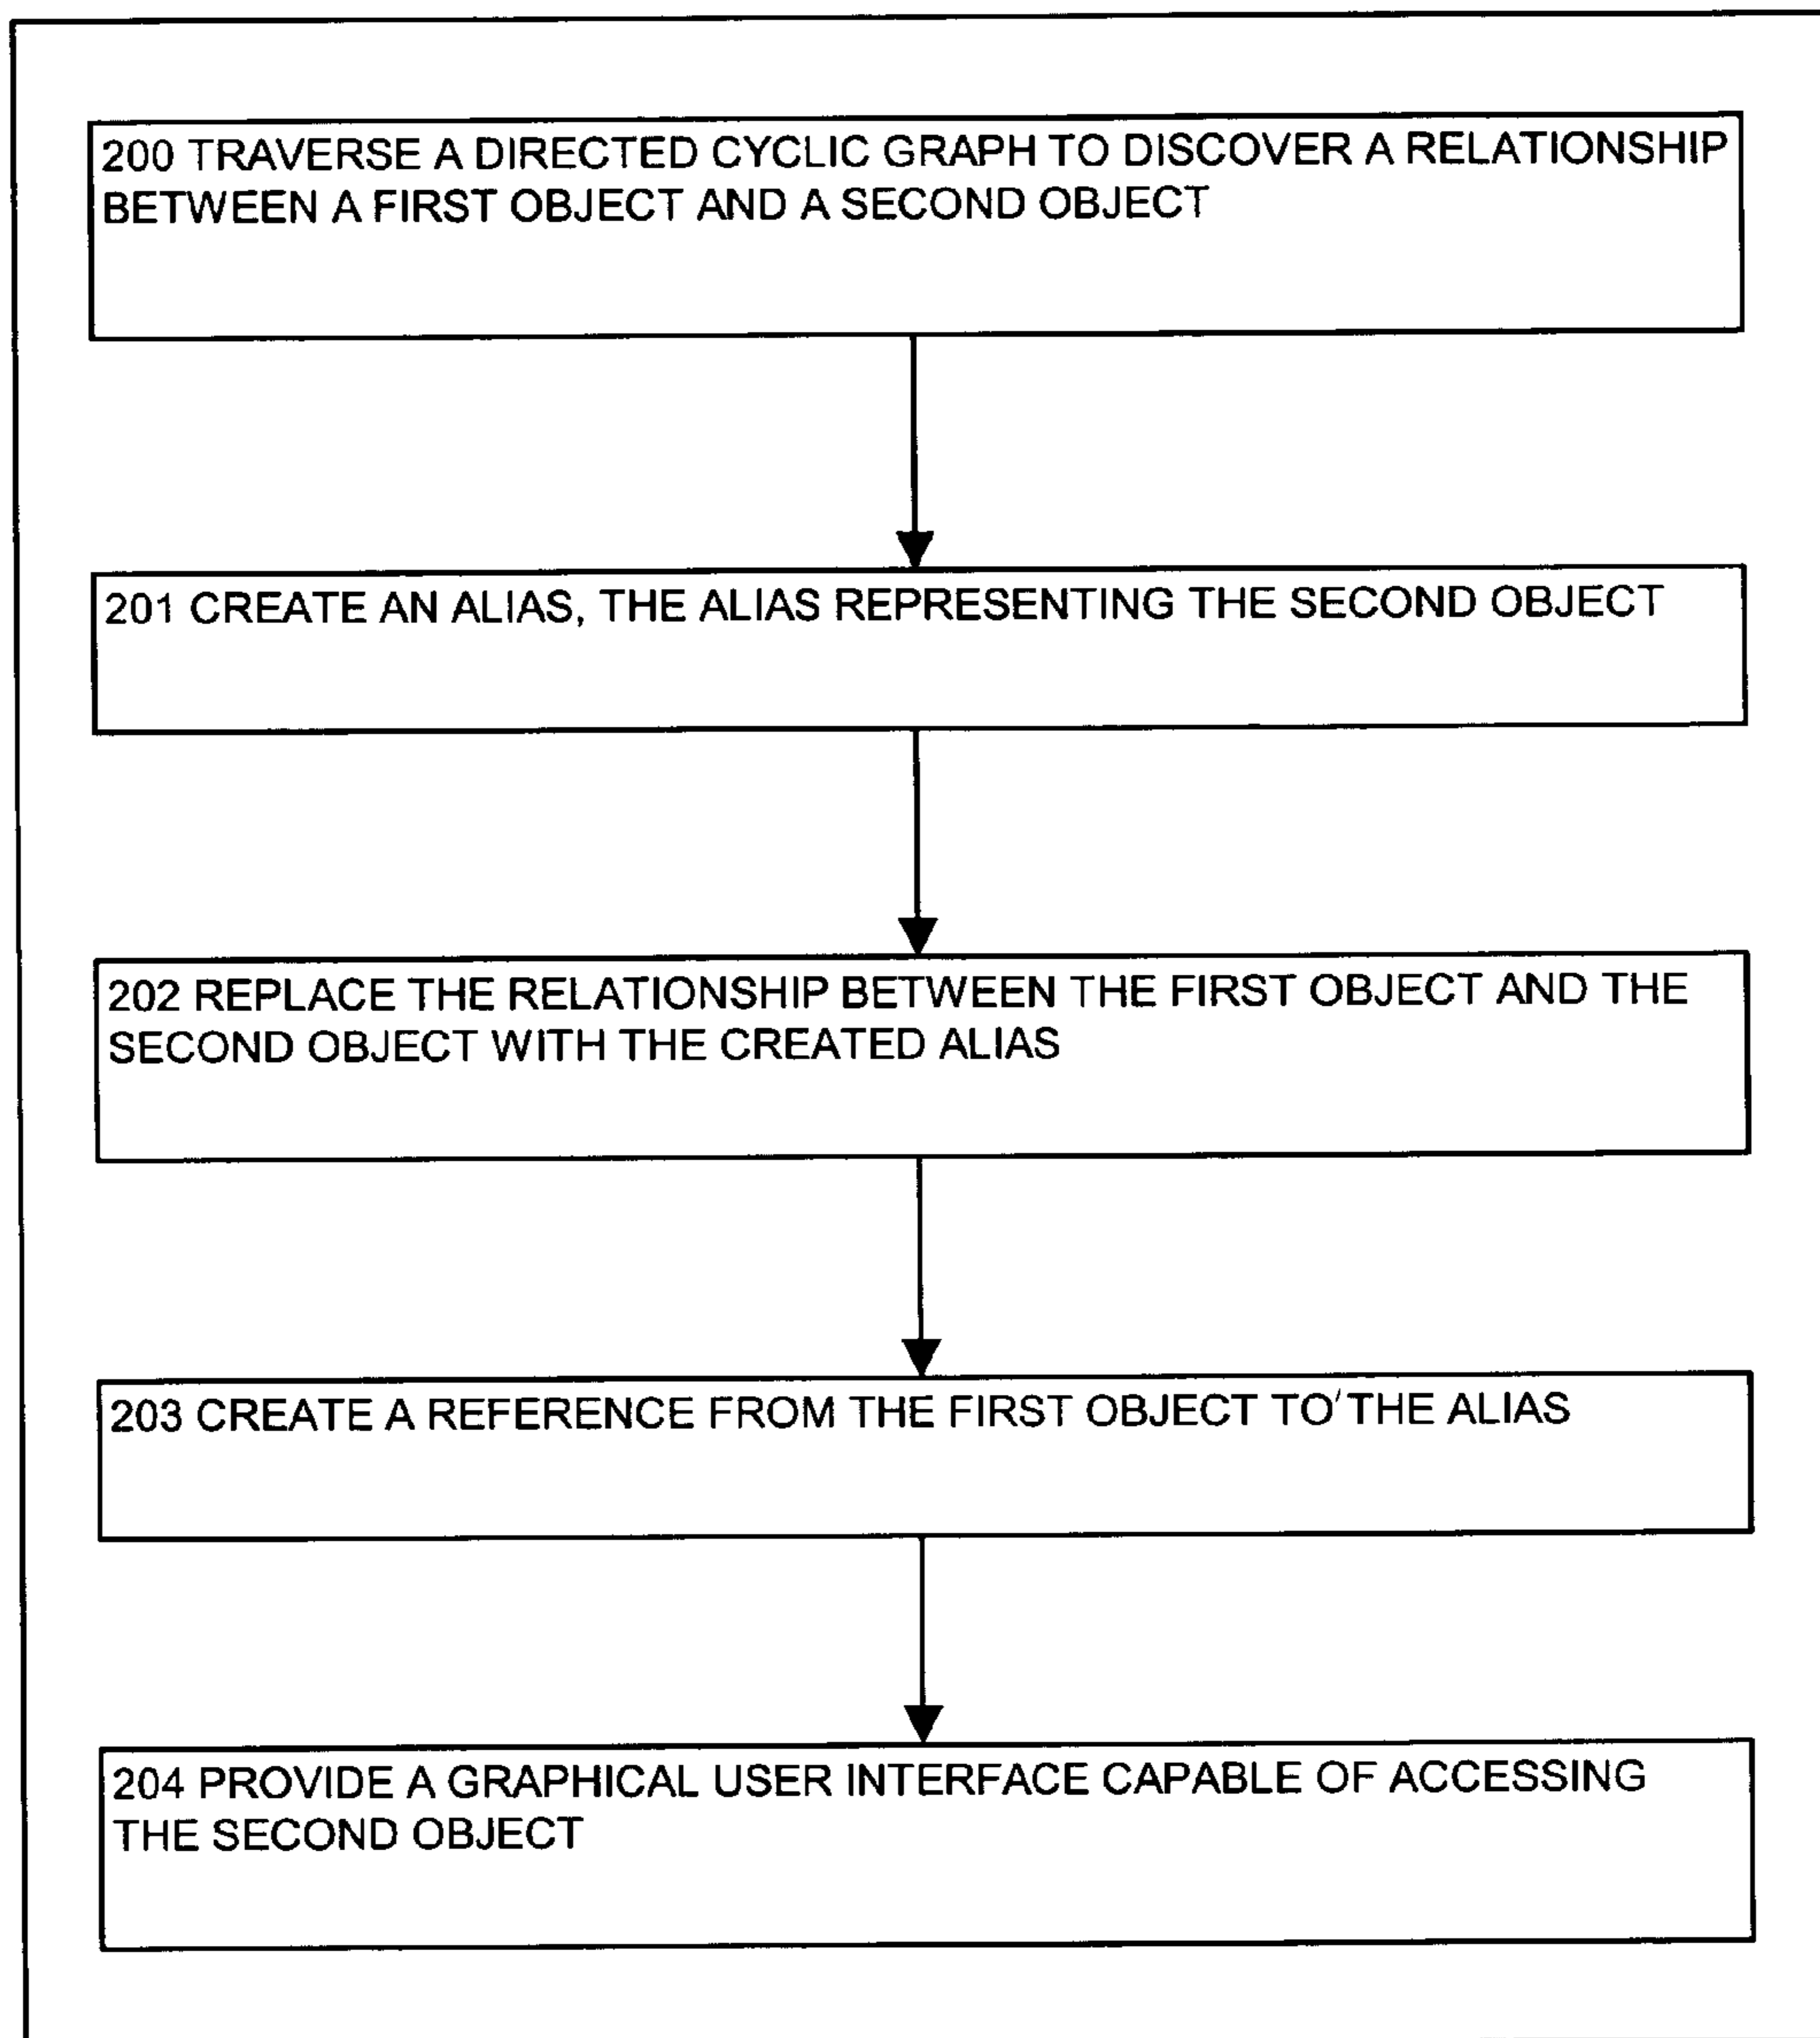 200 TRAVERSE A DIRECTED CYCLIC GRAPH TO DISCOVER A RELATIONSHIP
BETWEEN A FIRST OBJECT AND A SECOND OBJECT
201 CREATE AN ALIAS, THE ALIAS REPRESENTING THE SECOND OBJECT
202 REPLACE THE RELATIONSHIP BETWEEN THE FIRST OBJECT AND THE
SECOND OBJECT WITH THE CREATED ALIAS
203 CREATE A REFERENCE FROM THE FIRST OBJECT TO THE ALIAS
204 PROVIDE A GRAPHICAL USER INTERFACE CAPABLE OF ACCESSING
THE SECOND OBJECT